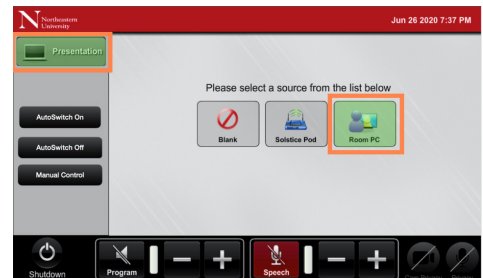 Northeastern
University
Jun 26 2020 7:37 PM
Presentation
Please select a source from the list below
Blank
Solstice Pod
Room PC
AutoSwitch On
AutoSwitch Off
Manual Control
Shutdown
Program
Speech